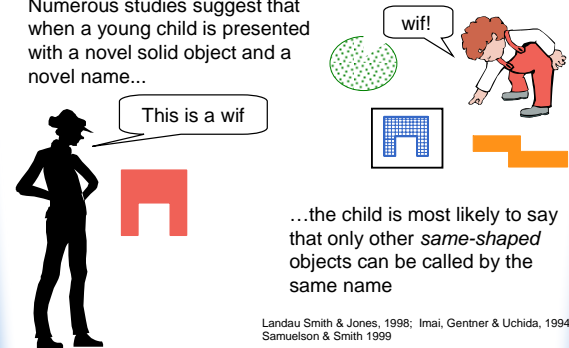 Numerous studies suggest that
when a young child is presented
with a novel solid object and a
novel name...
wif!
This is a wif
…the child is most likely to say
that only other same-shaped
objects can be called by the
same name
Landau Smith & Jones, 1998; Imai, Gentner & Uchida, 1994
Samuelson & Smith 1999